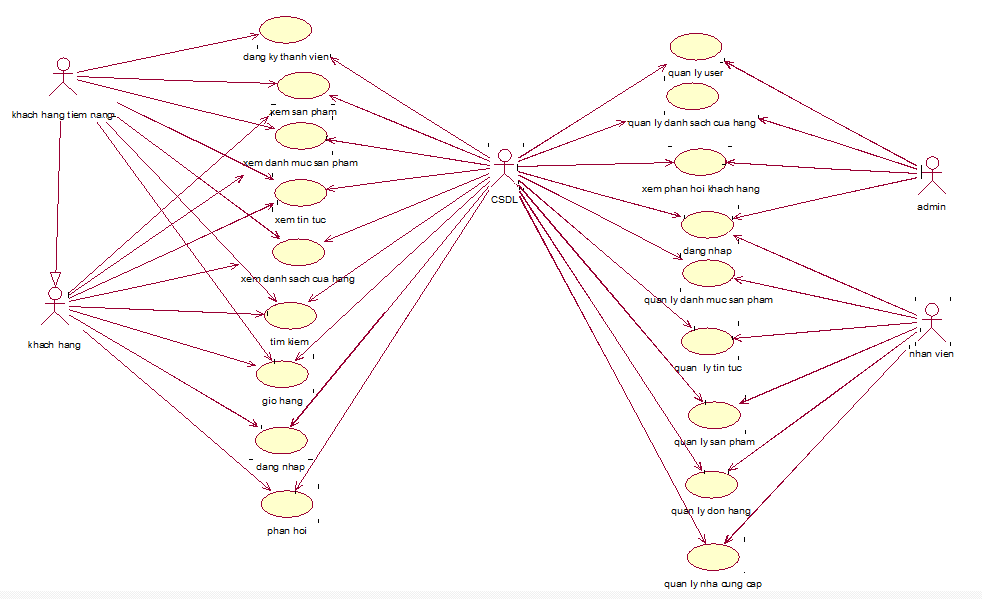 dang ky thanh vien
quan ly user
khach hang tiem nang
xem san pham
quan ly danh sach cua hang
xem danh muc san pham
xem phan hoi khach hang
CSDL
admin
xem tin tuc
dang nhap
xem danh sach cua hang
quan ly danh muc san pham
khach hang
tim kiem
nhan vien
quan ly tin tuc
gio hang
quan ly san pham
dang nhap
quan ly don hang
phan hoi
quan ly nha cung cap